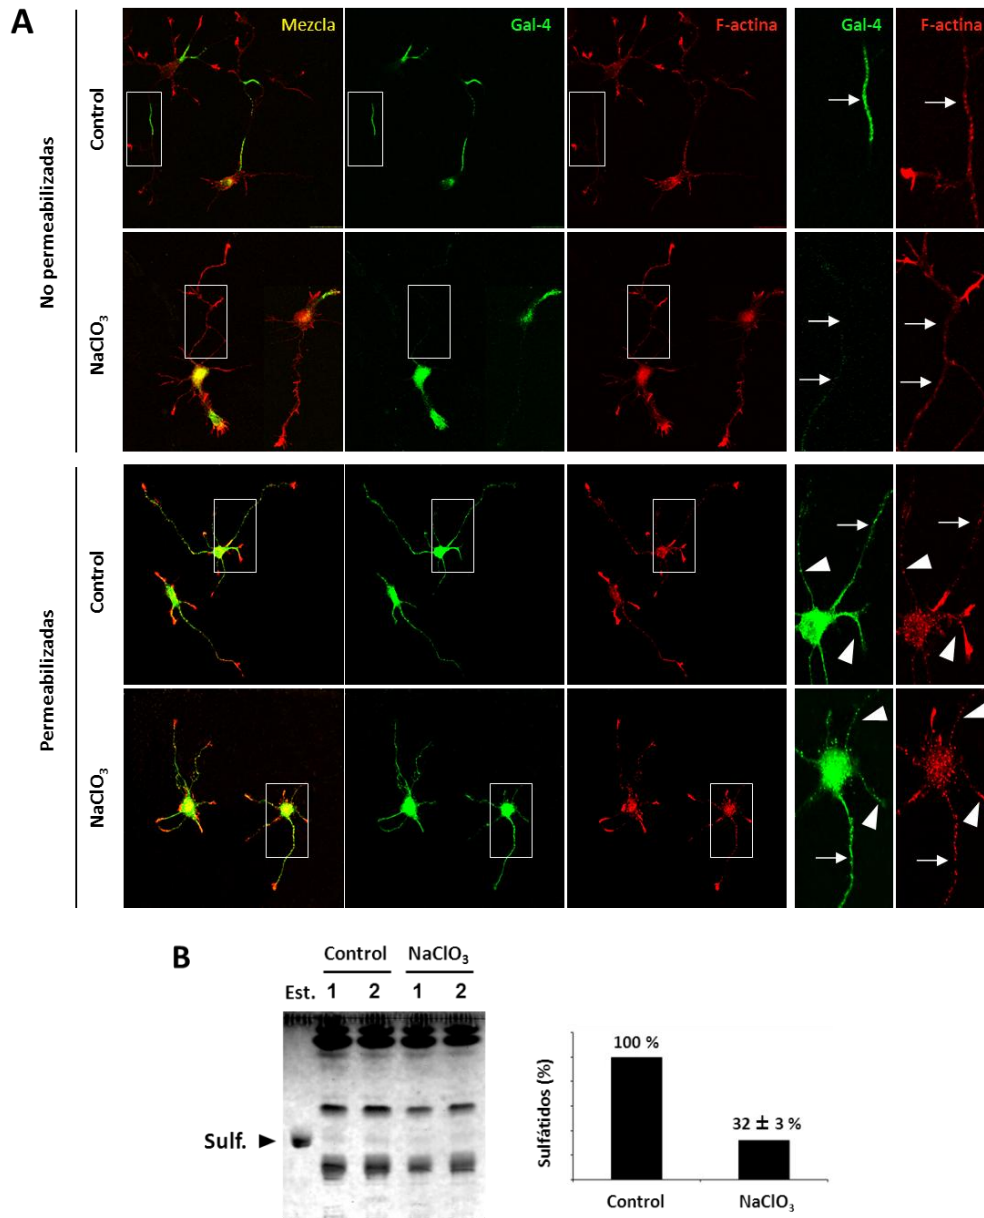 A
Mezcla Gal-4 F-actina Gal-4 F-actina
No permeabilizadas
Control
NaClO₃
Permeabilizadas
Control
NaClO₃
B
Control NaClO₃
Est. 1 2 1 2
Sulf.
Sulfátidos (%)
100 %
32 ± 3 %
Control NaClO₃